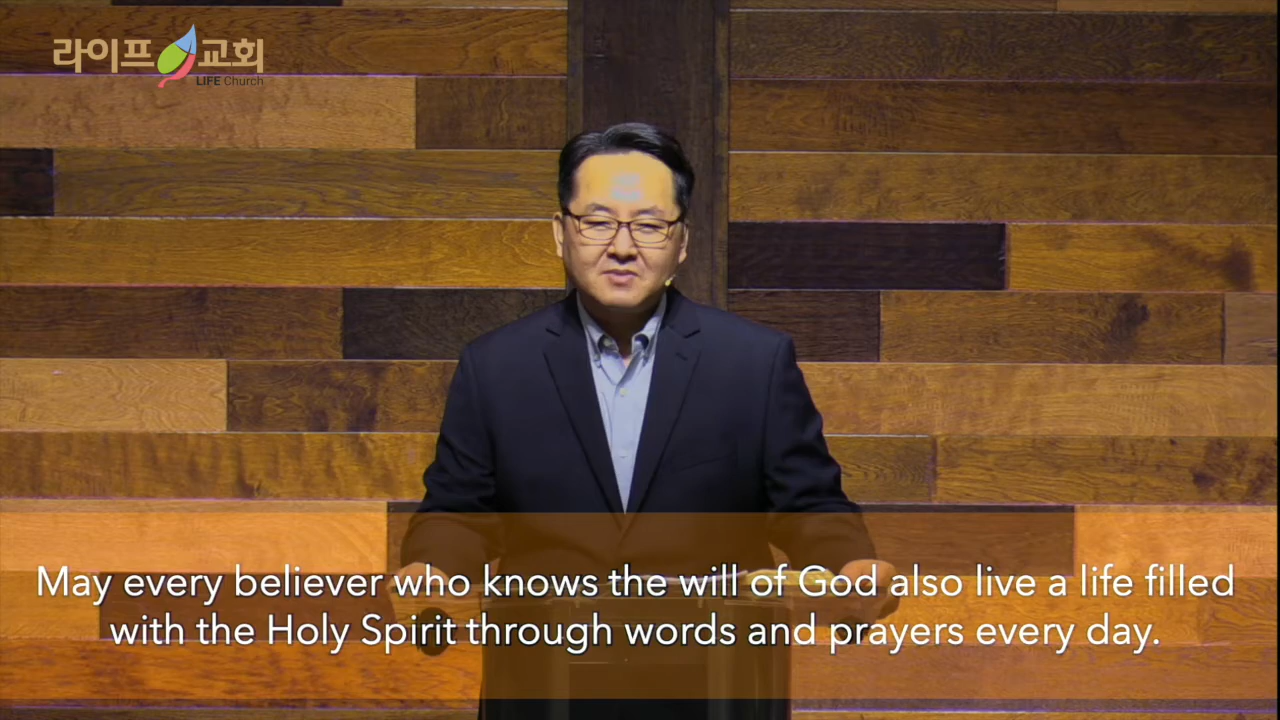 라이프 교회
LIFE Church
May every believer who knows the will of God also live a life filled
with the Holy Spirit through words and prayers every day.